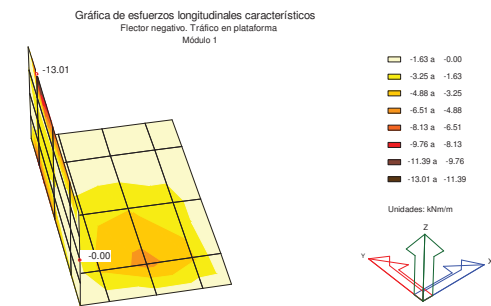 Gráfica de esfuerzos longitudinales característicos
Flector negativo. Tráfico en plataforma
Módulo 1
-13.01
-0.00
-1.63 a -0.00
-3.25 a -1.63
-4.88 a -3.25
-6.51 a -4.88
-8.13 a -6.51
-9.76 a -8.13
-11.39 a -9.76
-13.01 a -11.39
Unidades: kNm/m
Z
Y
X